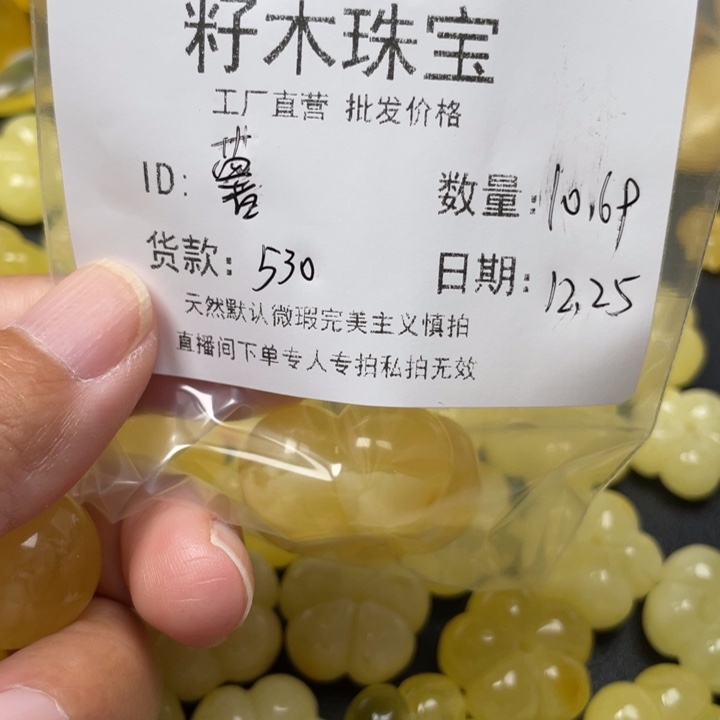 籽木珠宝
工厂直营 批发价格
ID: 薯 数量: 10.6g
货款: 530 日期: 12.25
天然默认微瑕完美主义慎拍
直播间下单专人专拍私拍无效